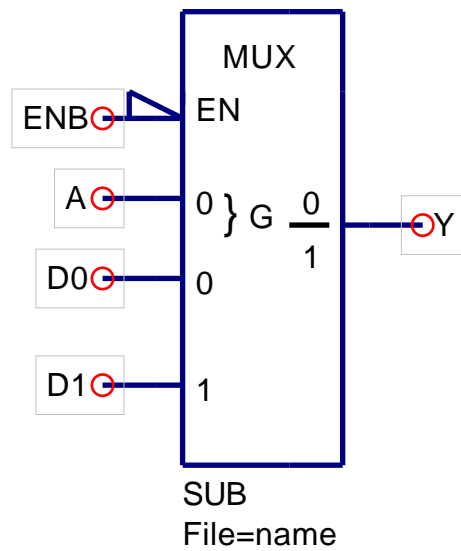 MUX
ENB EN
A 0 } G 0
Y
D0 0 1
D1 1
SUB
File=name